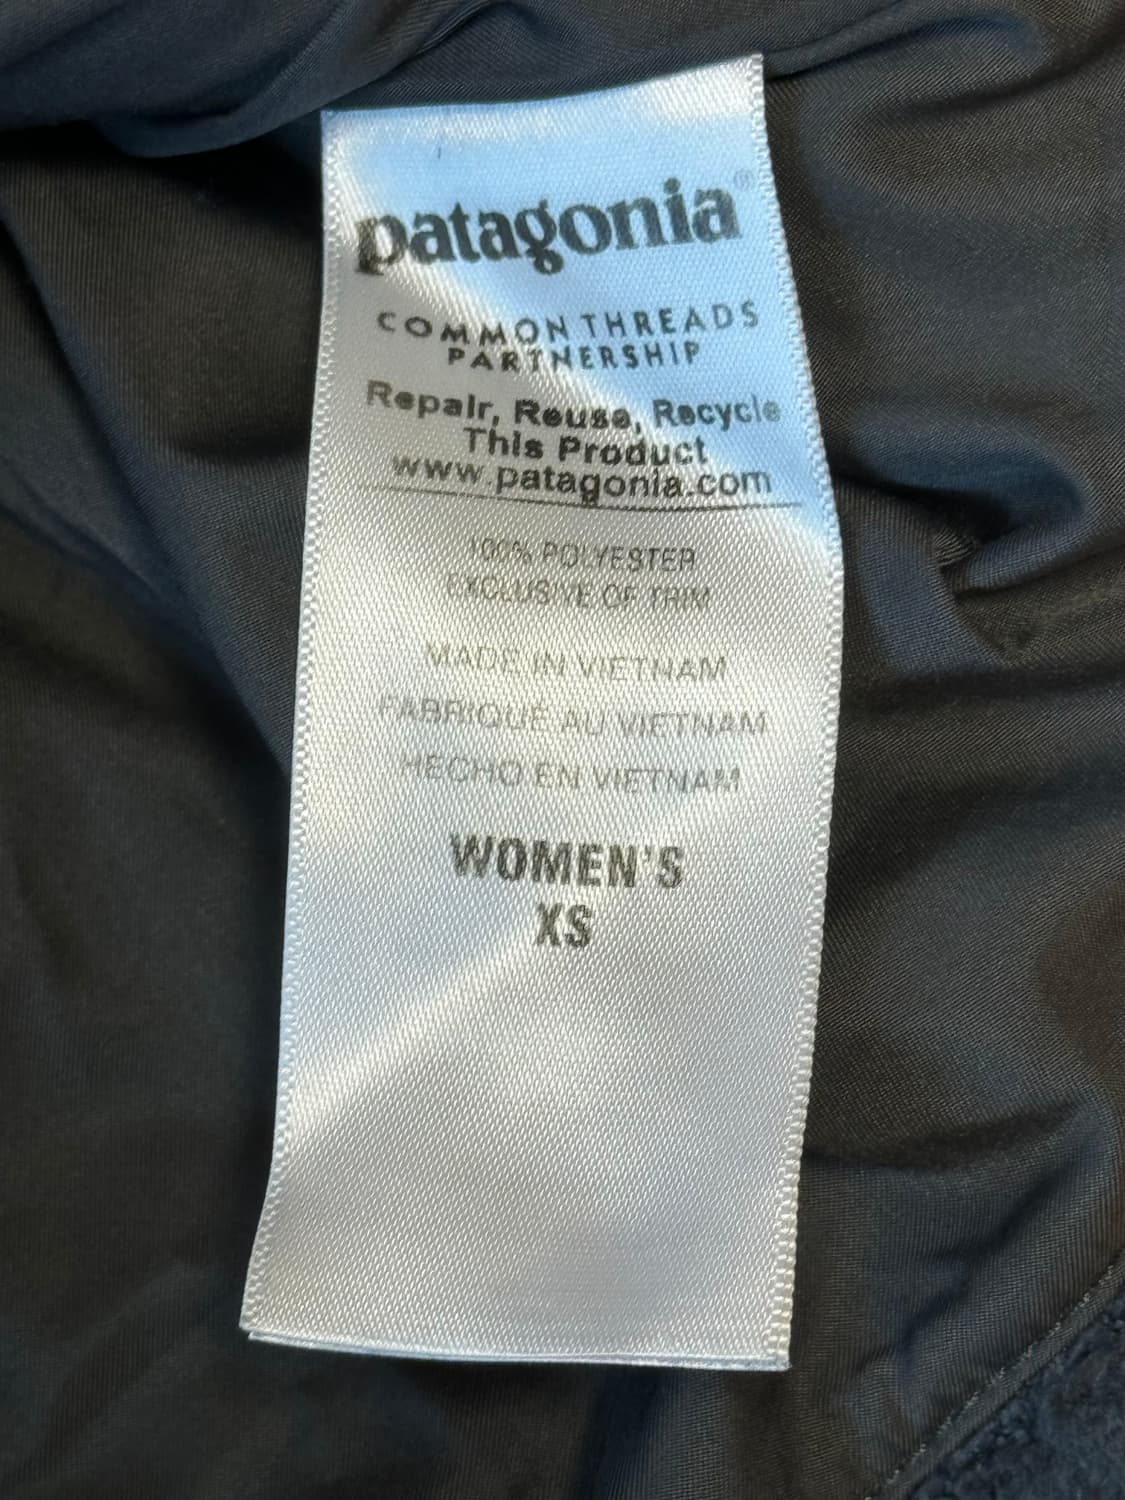 patagonia®
COMMON THREADS
PARTNERSHIP
Repair, Reuse, Recycle
This Product
www.patagonia.com
100% POLYESTER
EXCLUSIVE OF TRIM
MADE IN VIETNAM
FABRIQUÉ AU VIETNAM
HECHO EN VIETNAM
WOMEN'S
XS